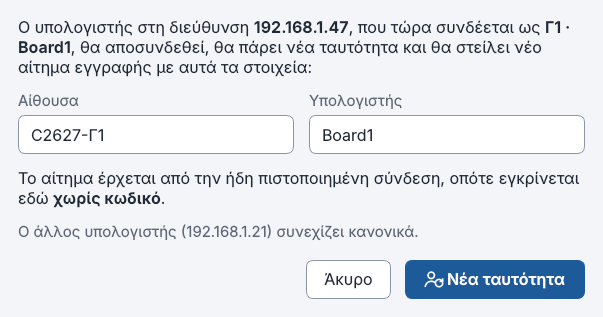 Ο υπολογιστής στη διεύθυνση 192.168.1.47, που τώρα συνδέεται ως Γ1 ·
Board1, θα αποσυνδεθεί, θα πάρει νέα ταυτότητα και θα στείλει νέο
αίτημα εγγραφής με αυτά τα στοιχεία:
Αίθουσα
Υπολογιστής
C2627-Γ1
Board1
Το αίτημα έρχεται από την ήδη πιστοποιημένη σύνδεση, οπότε εγκρίνεται
εδώ χωρίς κωδικό.
Ο άλλος υπολογιστής (192.168.1.21) συνεχίζει κανονικά.
Άκυρο
Νέα ταυτότητα